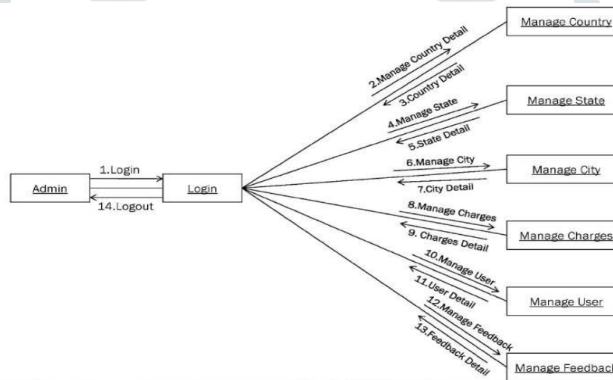 Manage Country
2.Manage Country Detail
3.Country Detail
Manage State
4.Manage State
5.State Detail
6.Manage City
Manage City
7.City Detail
1.Login
Admin
Login
14.Logout
8.Manage Charges
9. Charges Detail
Manage Charges
10.Manage User
11.User Detail
Manage User
12.Manage Feedback
13.Feedback Detail
Manage Feedback